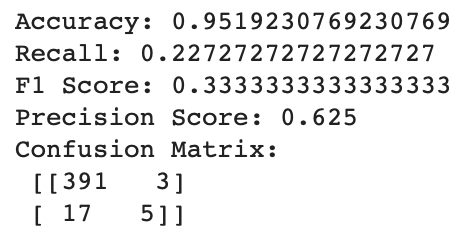 Accuracy: 0.9519230769230769
Recall: 0.22727272727272727
F1 Score: 0.3333333333333333
Precision Score: 0.625
Confusion Matrix:
[[391 3]
[ 17 5]]